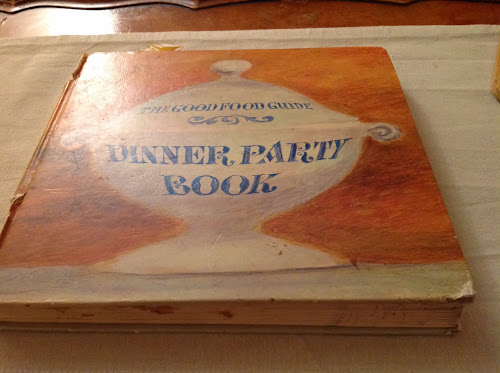 THE GOOD FOOD GUIDE
DINNER PARTY
BOOK